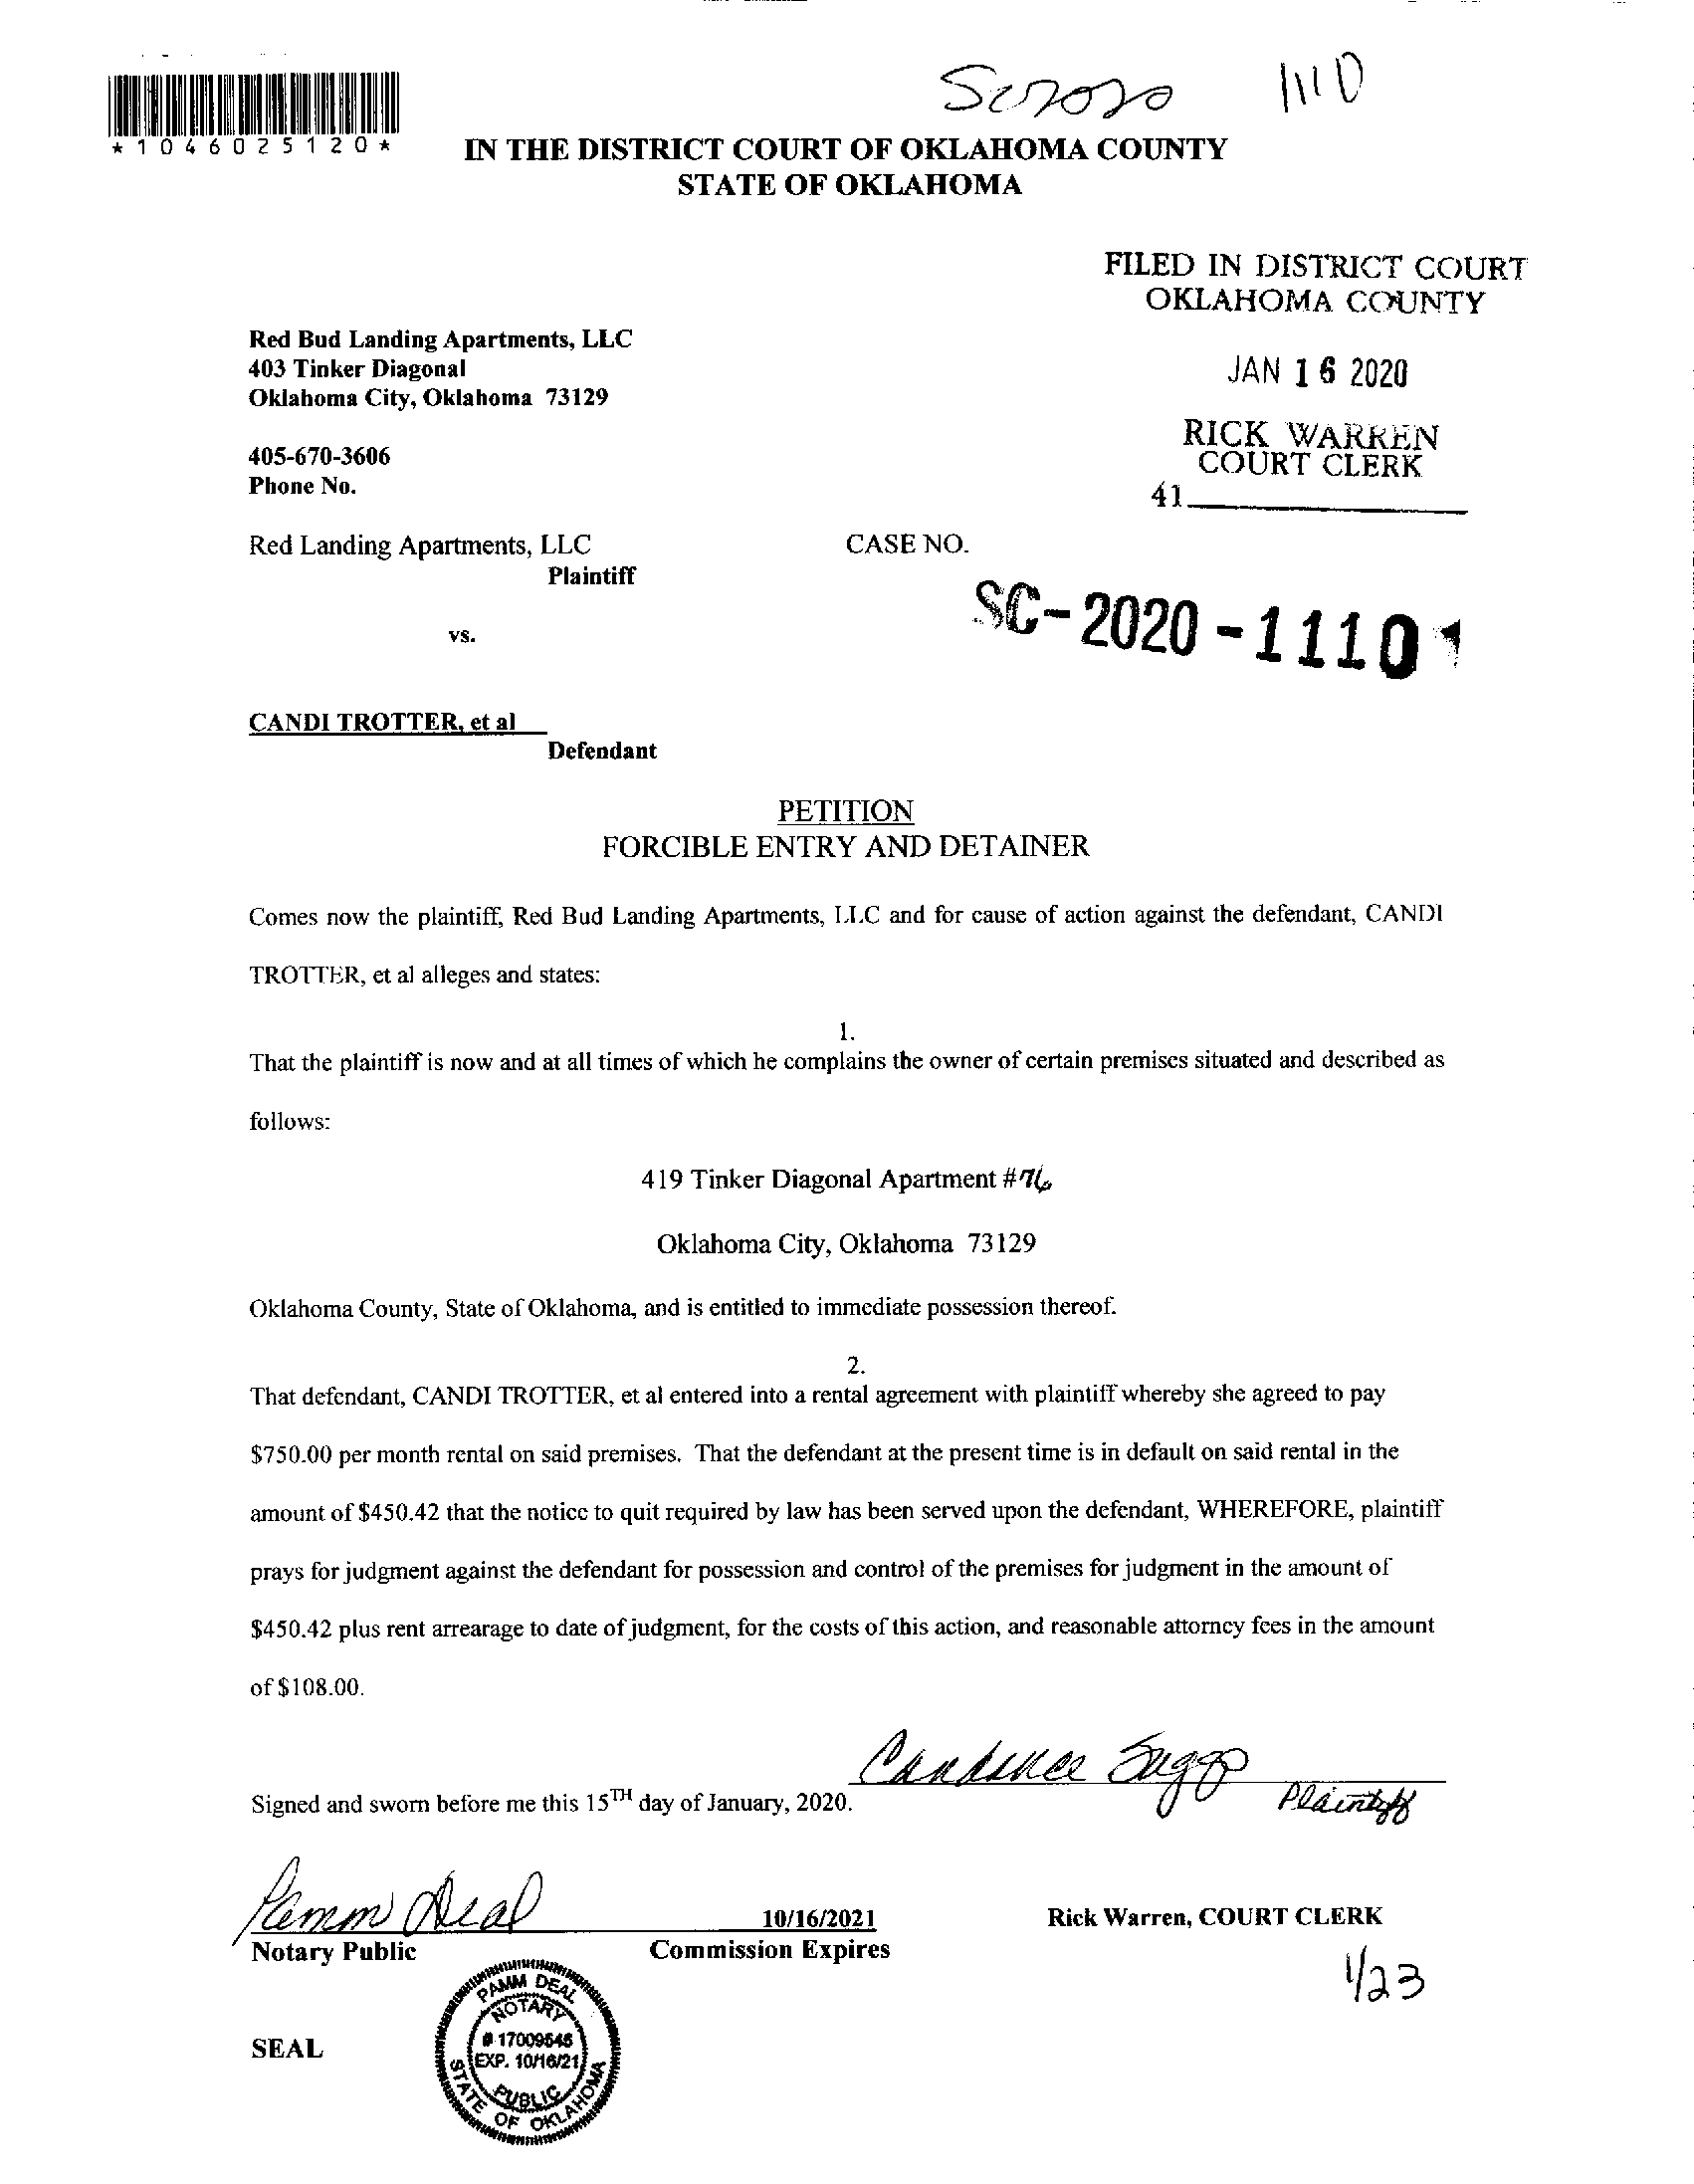 Sc2020 1110
*1046025120*
IN THE DISTRICT COURT OF OKLAHOMA COUNTY
STATE OF OKLAHOMA
FILED IN DISTRICT COURT
OKLAHOMA COUNTY
JAN 16 2020
RICK WARREN
COURT CLERK
41
Red Bud Landing Apartments, LLC
403 Tinker Diagonal
Oklahoma City, Oklahoma 73129
405-670-3606
Phone No.
Red Landing Apartments, LLC
Plaintiff
CASE NO.
SC-2020-1110
vs.
CANDI TROTTER, et al
Defendant
PETITION
FORCIBLE ENTRY AND DETAINER
Comes now the plaintiff, Red Bud Landing Apartments, LLC and for cause of action against the defendant, CANDI
TROTTER, et al alleges and states:
1.
That the plaintiff is now and at all times of which he complains the owner of certain premises situated and described as
follows:
419 Tinker Diagonal Apartment #76
Oklahoma City, Oklahoma 73129
Oklahoma County, State of Oklahoma, and is entitled to immediate possession thereof.
2.
That defendant, CANDI TROTTER, et al entered into a rental agreement with plaintiff whereby she agreed to pay
$750.00 per month rental on said premises. That the defendant at the present time is in default on said rental in the
amount of $450.42 that the notice to quit required by law has been served upon the defendant, WHEREFORE, plaintiff
prays for judgment against the defendant for possession and control of the premises for judgment in the amount of
$450.42 plus rent arrearage to date of judgment, for the costs of this action, and reasonable attorney fees in the amount
of $108.00.
Candance Suggs
Signed and sworn before me this 15TH day of January, 2020.
Plaintiff
Pamm Deal
10/16/2021
Rick Warren, COURT CLERK
Notary Public
Commission Expires
1/23
SEAL
PAMM DEAL
NOTARY
# 17009545
EXP. 10/16/21
PUBLIC
STATE OF OKLAHOMA